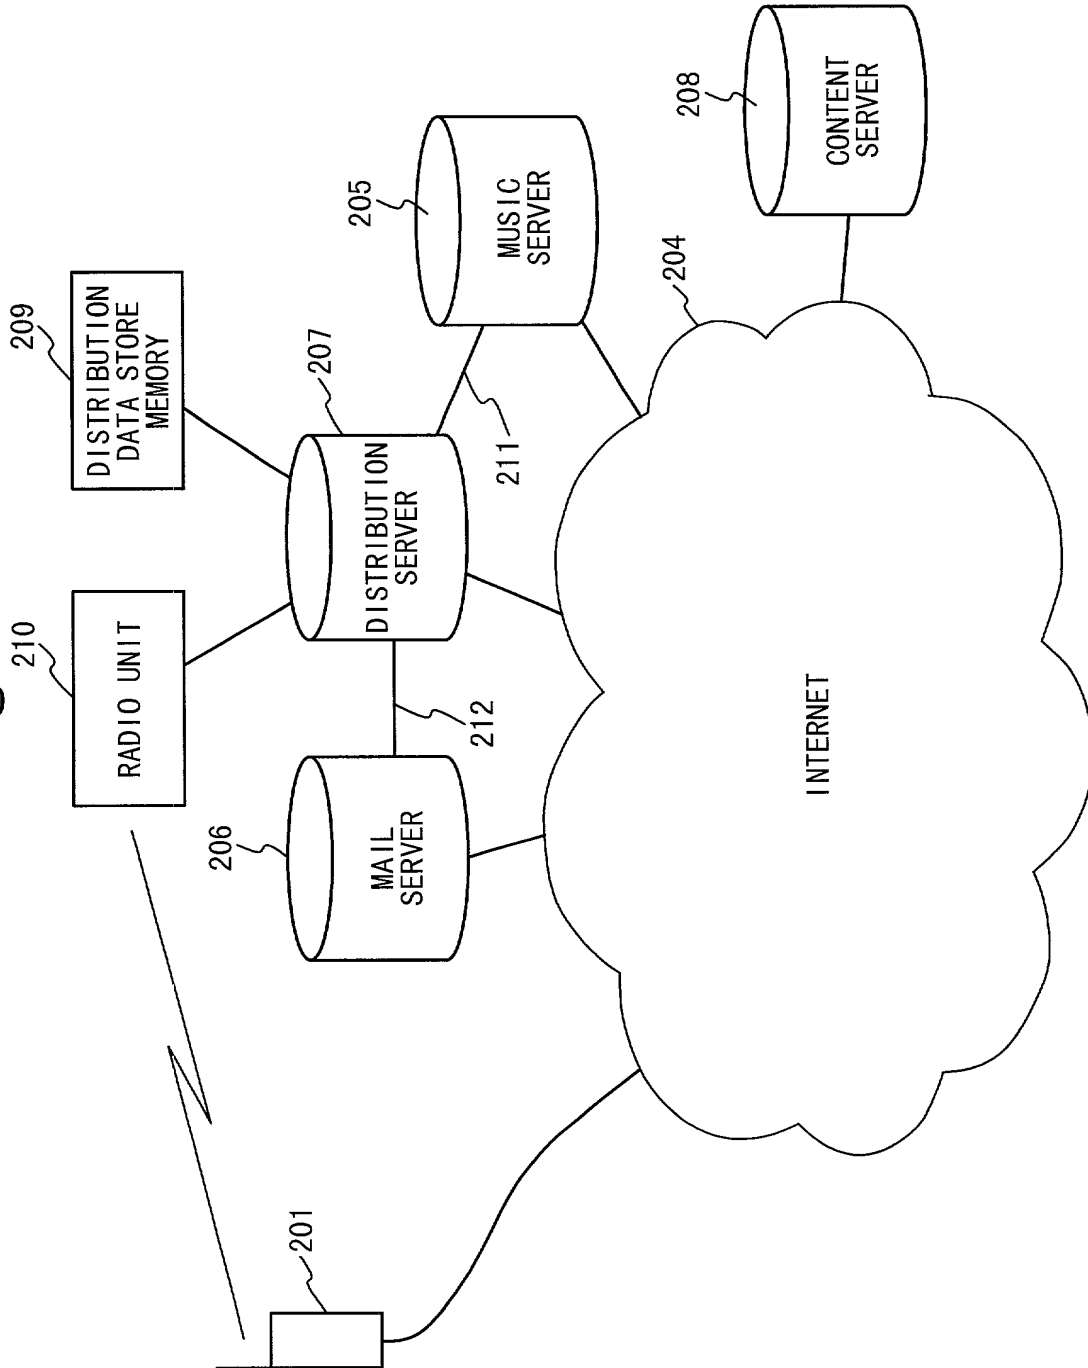 210
RADIO UNIT
209
DISTRIBUTION
DATA STORE
MEMORY
206
MAIL
SERVER
212
207
DISTRIBUTION
SERVER
211
205
MUSIC
SERVER
208
CONTENT
SERVER
201
204
INTERNET